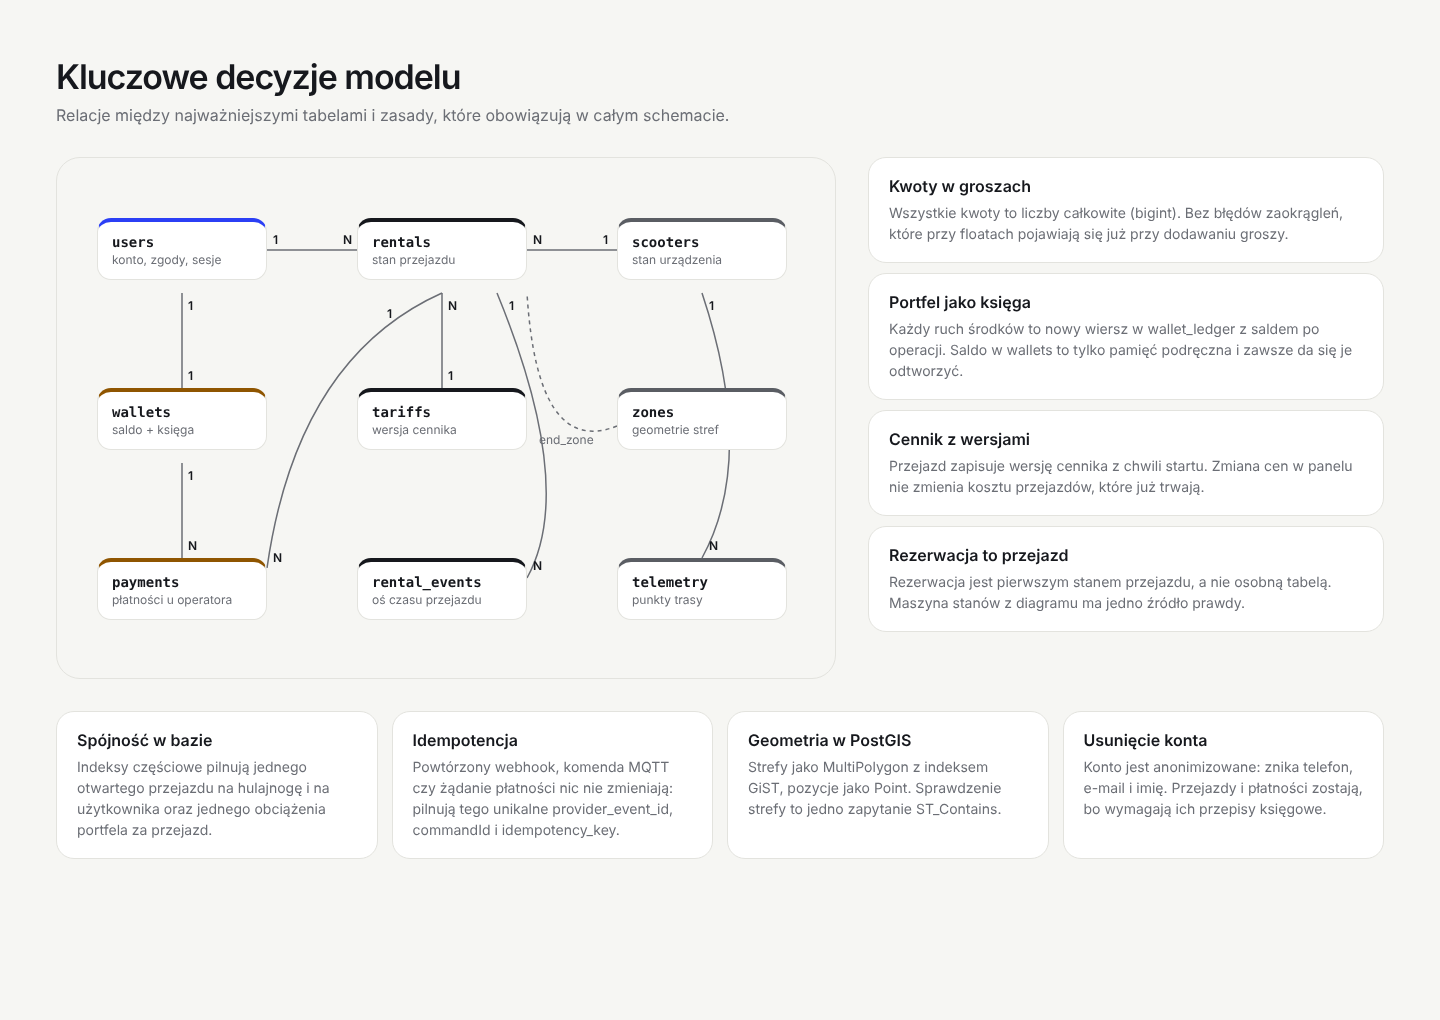 Kluczowe decyzje modelu
Relacje między najważniejszymi tabelami i zasady, które obowiązują w całym schemacie.
users
konto, zgody, sesje
1
N
rentals
stan przejazdu
N
1
scooters
stan urządzenia
1
1
N
1
1
1
1
wallets
saldo + księga
tariffs
wersja cennika
zones
geometrie stref
end_zone
1
N
N
N
N
payments
płatności u operatora
rental_events
oś czasu przejazdu
telemetry
punkty trasy
Kwoty w groszach
Wszystkie kwoty to liczby całkowite (bigint). Bez błędów zaokrągleń,
które przy floatach pojawiają się już przy dodawaniu groszy.
Portfel jako księga
Każdy ruch środków to nowy wiersz w wallet_ledger z saldem po
operacji. Saldo w wallets to tylko pamięć podręczna i zawsze da się je
odtworzyć.
Cennik z wersjami
Przejazd zapisuje wersję cennika z chwili startu. Zmiana cen w panelu
nie zmienia kosztu przejazdów, które już trwają.
Rezerwacja to przejazd
Rezerwacja jest pierwszym stanem przejazdu, a nie osobną tabelą.
Maszyna stanów z diagramu ma jedno źródło prawdy.
Spójność w bazie
Indeksy częściowe pilnują jednego
otwartego przejazdu na hulajnogę i na
użytkownika oraz jednego obciążenia
portfela za przejazd.
Idempotencja
Powtórzony webhook, komenda MQTT
czy żądanie płatności nic nie zmieniają:
pilnują tego unikalne provider_event_id,
commandId i idempotency_key.
Geometria w PostGIS
Strefy jako MultiPolygon z indeksem
GiST, pozycje jako Point. Sprawdzenie
strefy to jedno zapytanie ST_Contains.
Usunięcie konta
Konto jest anonimizowane: znika telefon,
e-mail i imię. Przejazdy i płatności zostają,
bo wymagają ich przepisy księgowe.